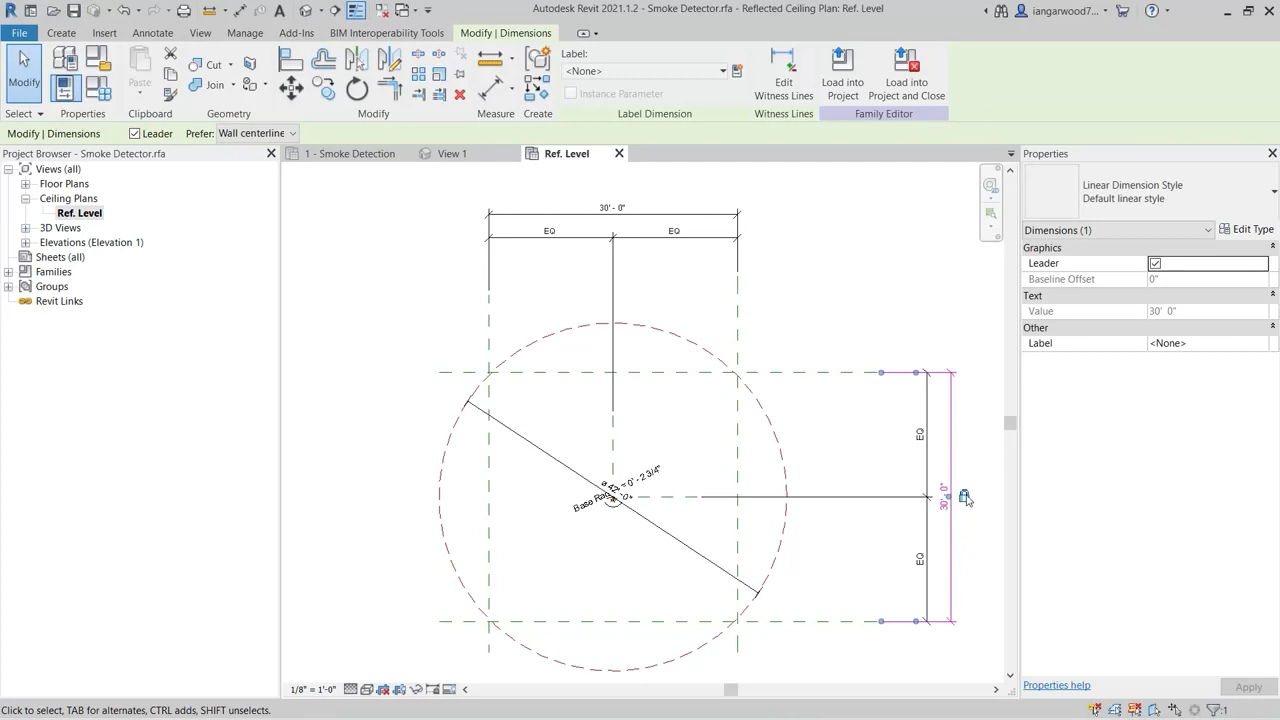 Autodesk Revit 2021.1.2 - Smoke Detector.rfa - Reflected Ceiling Plan: Ref. Level
iangarwood7...
File Create Insert Annotate View Manage Add-Ins BIM Interoperability Tools Modify | Dimensions
Modify
Paste
Cut
Join
Label:
<None>
Instance Parameter
Edit
Witness Lines
Load into
Project
Load into
Project and Close
Select Properties Clipboard Geometry Modify Measure Create Label Dimension Witness Lines Family Editor
Modify | Dimensions Leader Prefer: Wall centerline
Project Browser - Smoke Detector.rfa
1 - Smoke Detection View 1 Ref. Level
Properties
Views (all)
Floor Plans
Ceiling Plans
Ref. Level
3D Views
Elevations (Elevation 1)
Sheets (all)
Families
Groups
Revit Links
30' - 0"
EQ EQ
EQ
30' 0"
EQ
Linear Dimension Style
Default linear style
Dimensions (1) Edit Type
Graphics
Leader
Baseline Offset 0"
Text
Value 30' 0"
Other
Label <None>
Properties help
Apply
1/8" = 1'-0"
Click to select, TAB for alternates, CTRL adds, SHIFT unselects.
:1